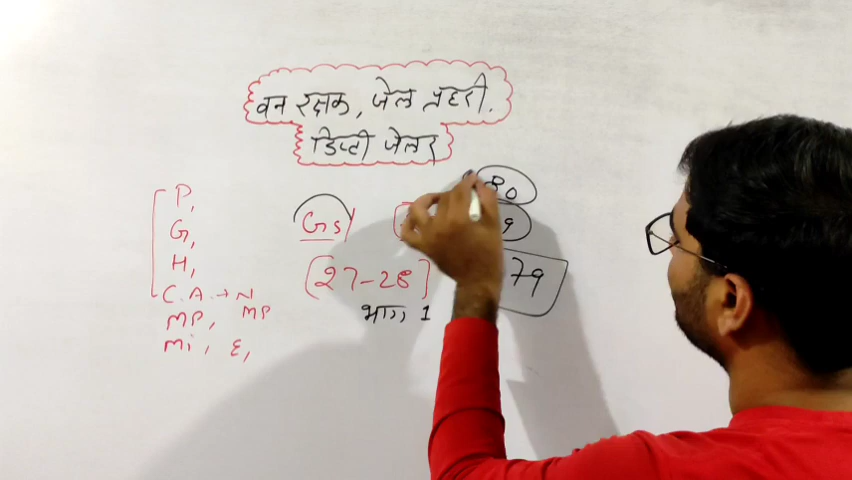 वन रक्षक, जेल प्रहरी.
डिप्टी जेलर
P,
G,
H,
C.A. → N
MP, MP
Mi, E,
80
Gs 9
(27-28) 79
भाग 1